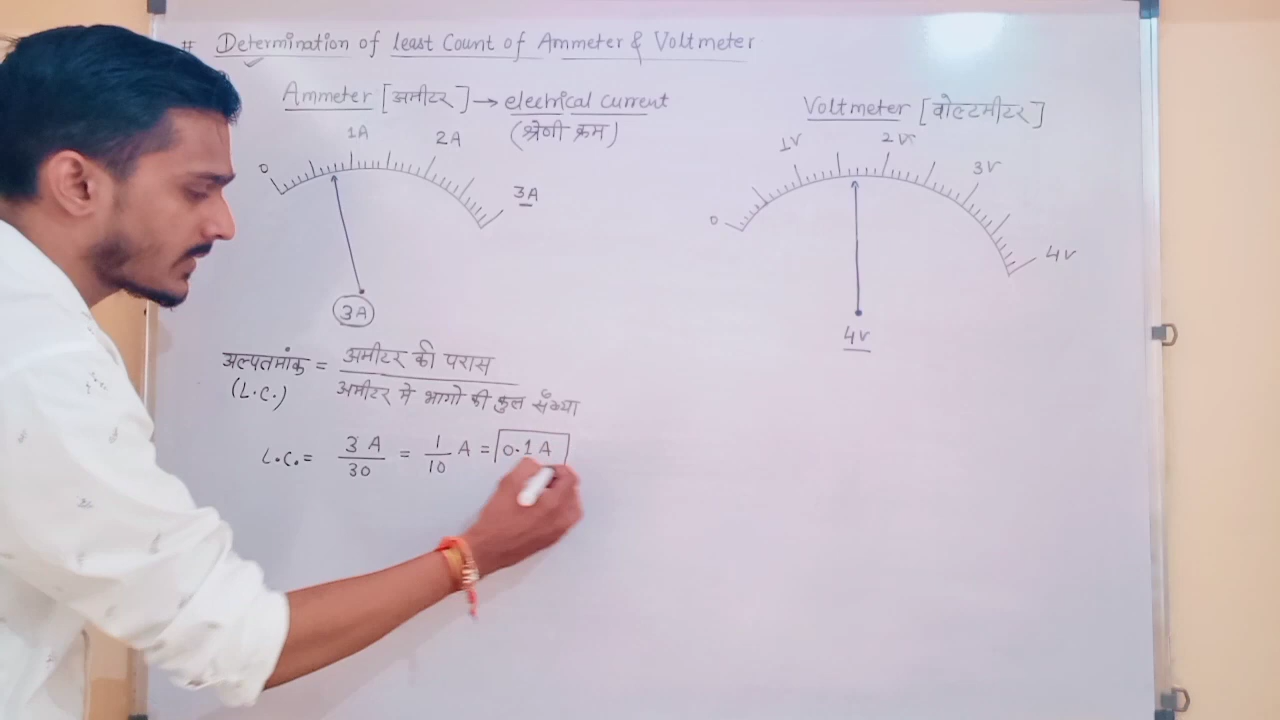 # Determination of least Count of Ammeter & Voltmeter
Ammeter [अमीटर] → electrical current
(श्रेणी क्रम)
0 1A 2A 3A
3A
Voltmeter [वोल्टमीटर]
0 1V 2V 3V 4V
4V
अल्पतमांक = अमीटर की परास
(L.C.) अमीटर मे भागो की कुल संख्या
L.C. = 3 A / 30 = 1 / 10 A = 0.1 A